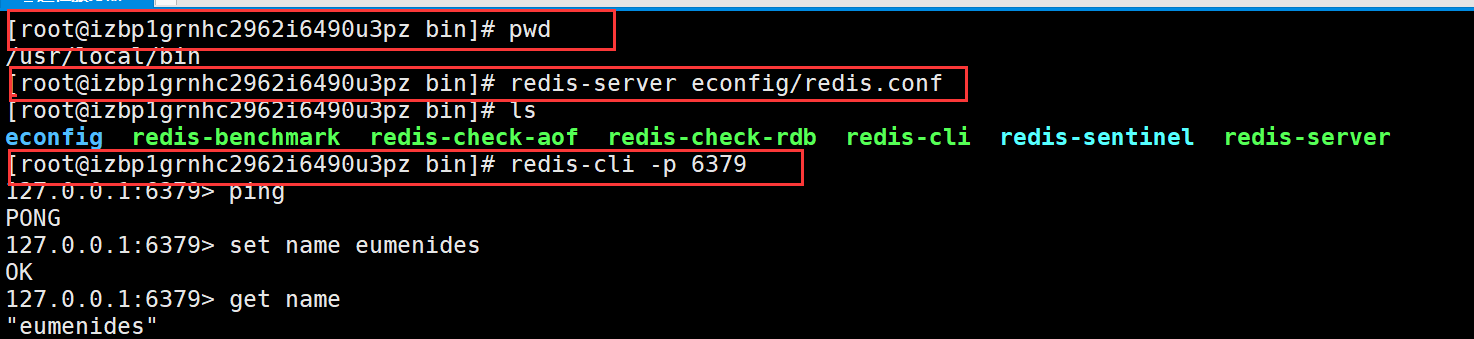 [root@izbp1grnhc2962i6490u3pz bin]# pwd
/usr/local/bin
[root@izbp1grnhc2962i6490u3pz bin]# redis-server econfig/redis.conf
[root@izbp1grnhc2962i6490u3pz bin]# ls
econfig  redis-benchmark  redis-check-aof  redis-check-rdb  redis-cli  redis-sentinel  redis-server
[root@izbp1grnhc2962i6490u3pz bin]# redis-cli -p 6379
127.0.0.1:6379> ping
PONG
127.0.0.1:6379> set name eumenides
OK
127.0.0.1:6379> get name
"eumenides"